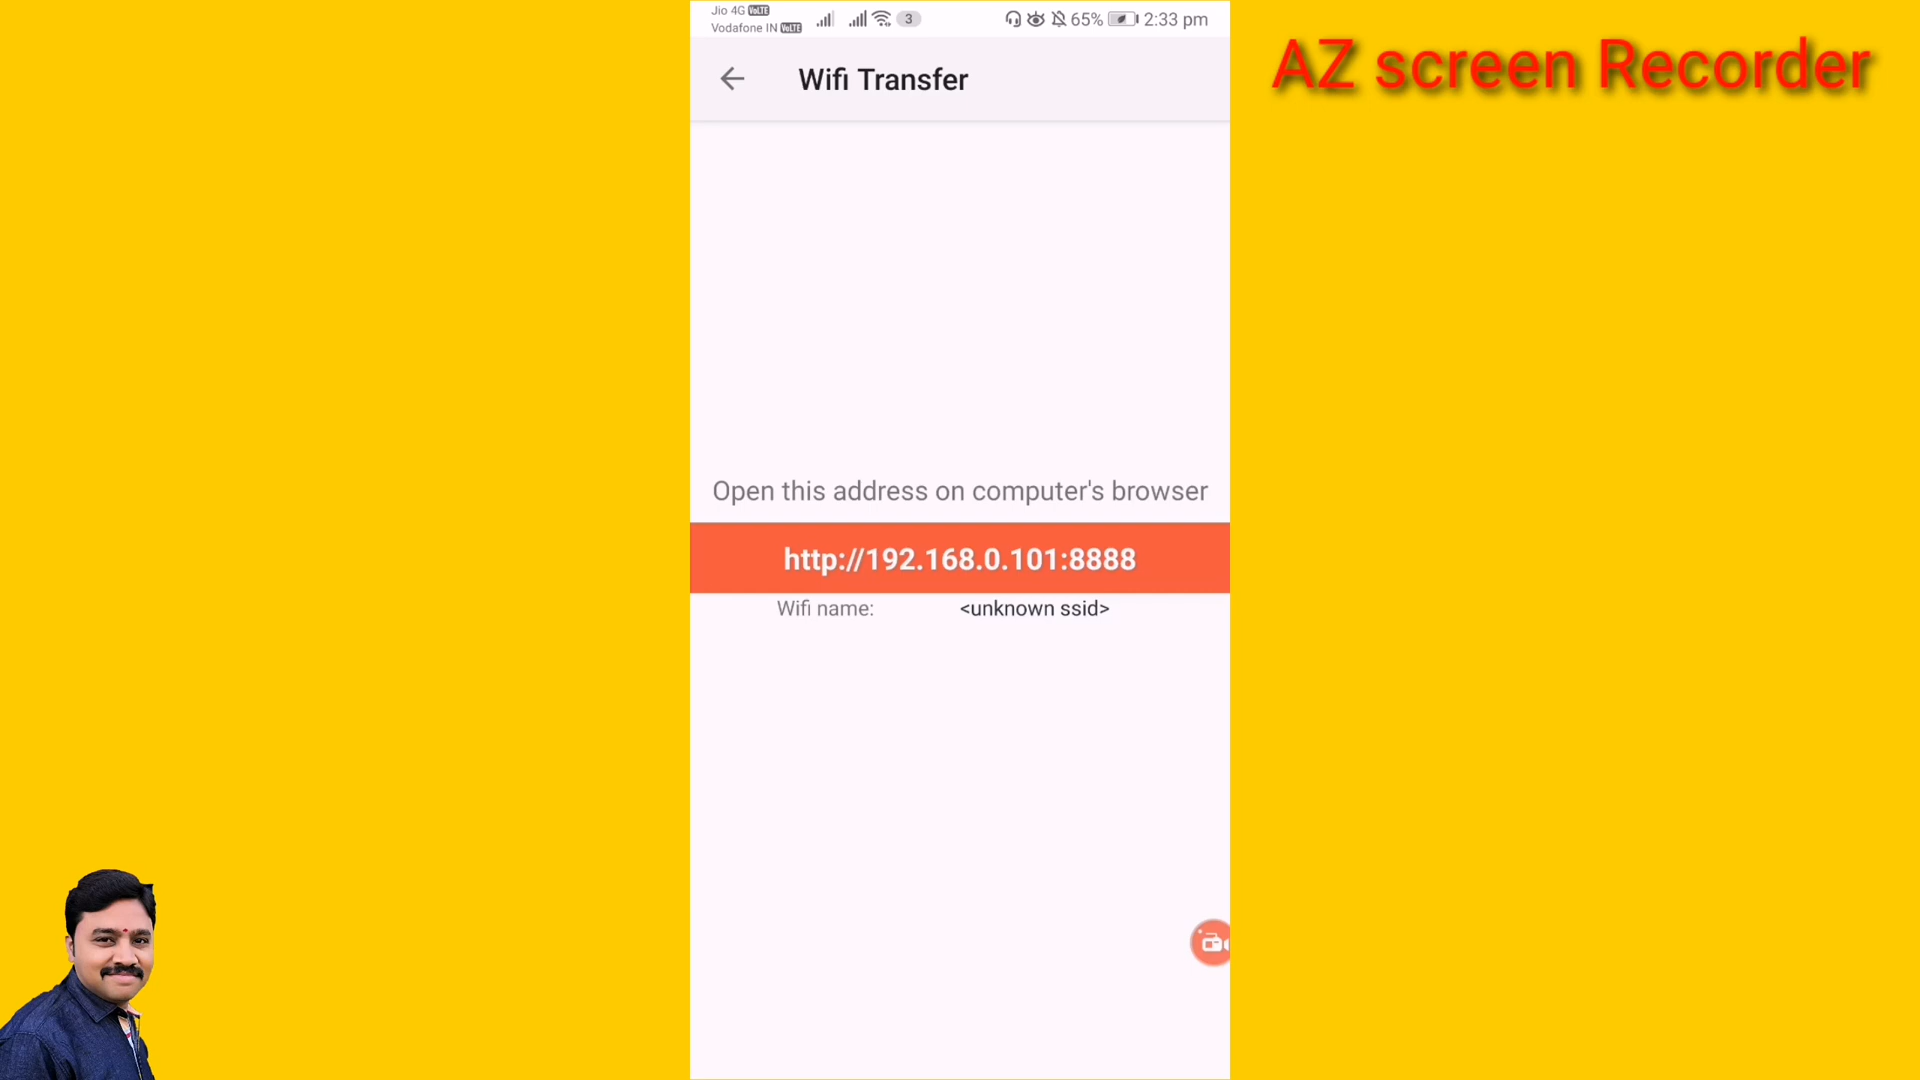 Jio 4G VoLTE
Vodafone IN VoLTE
3
65%
2:33 pm
AZ screen Recorder
Wifi Transfer
Open this address on computer's browser
http://192.168.0.101:8888
Wifi name: <unknown ssid>